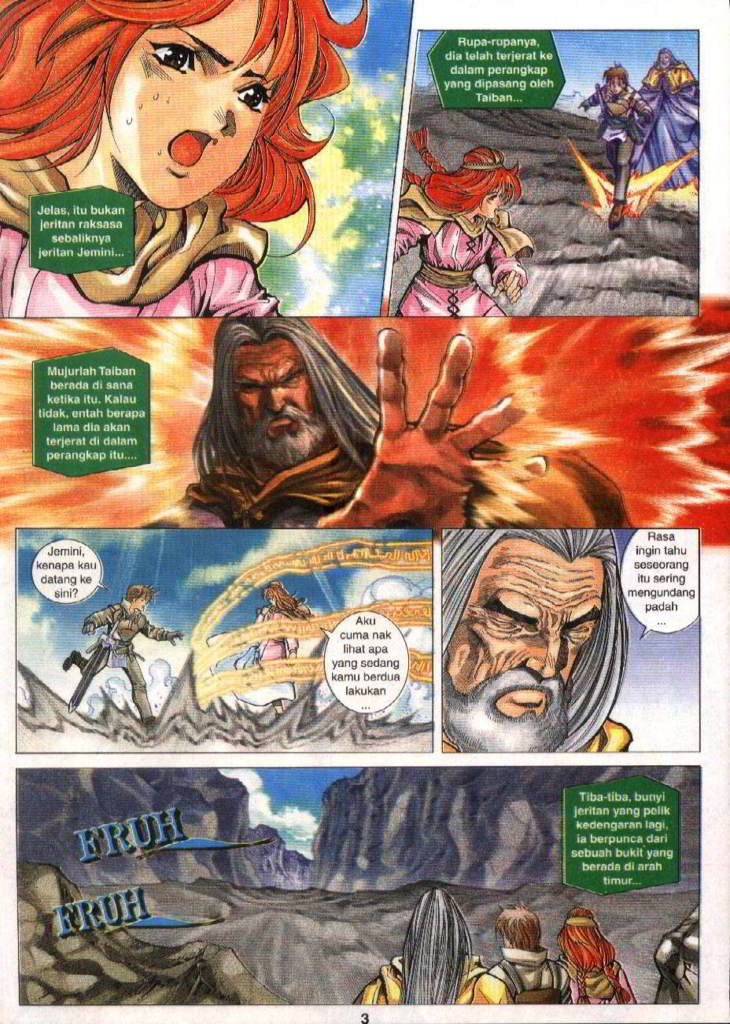 Jelas, itu bukan
jeritan raksasa
sebaliknya
jeritan Jemini...
Rupa-rupanya,
dia telah terjerat ke
dalam perangkap
yang dipasang oleh
Taiban...
Mujurlah Taiban
berada di sana
ketika itu. Kalau
tidak, entah berapa
lama dia akan
terjerat di dalam
perangkap itu....
Jemini,
kenapa kau
datang ke
sini?
Aku
cuma nak
lihat apa
yang sedang
kamu berdua
lakukan
...
Rasa
ingin tahu
seseorang
itu sering
mengundang
padah
...
Tiba-tiba, bunyi
jeritan yang pelik
kedengaran lagi,
ia berpunca dari
sebuah bukit yang
berada di arah
timur...
FRUH
FRUH
3